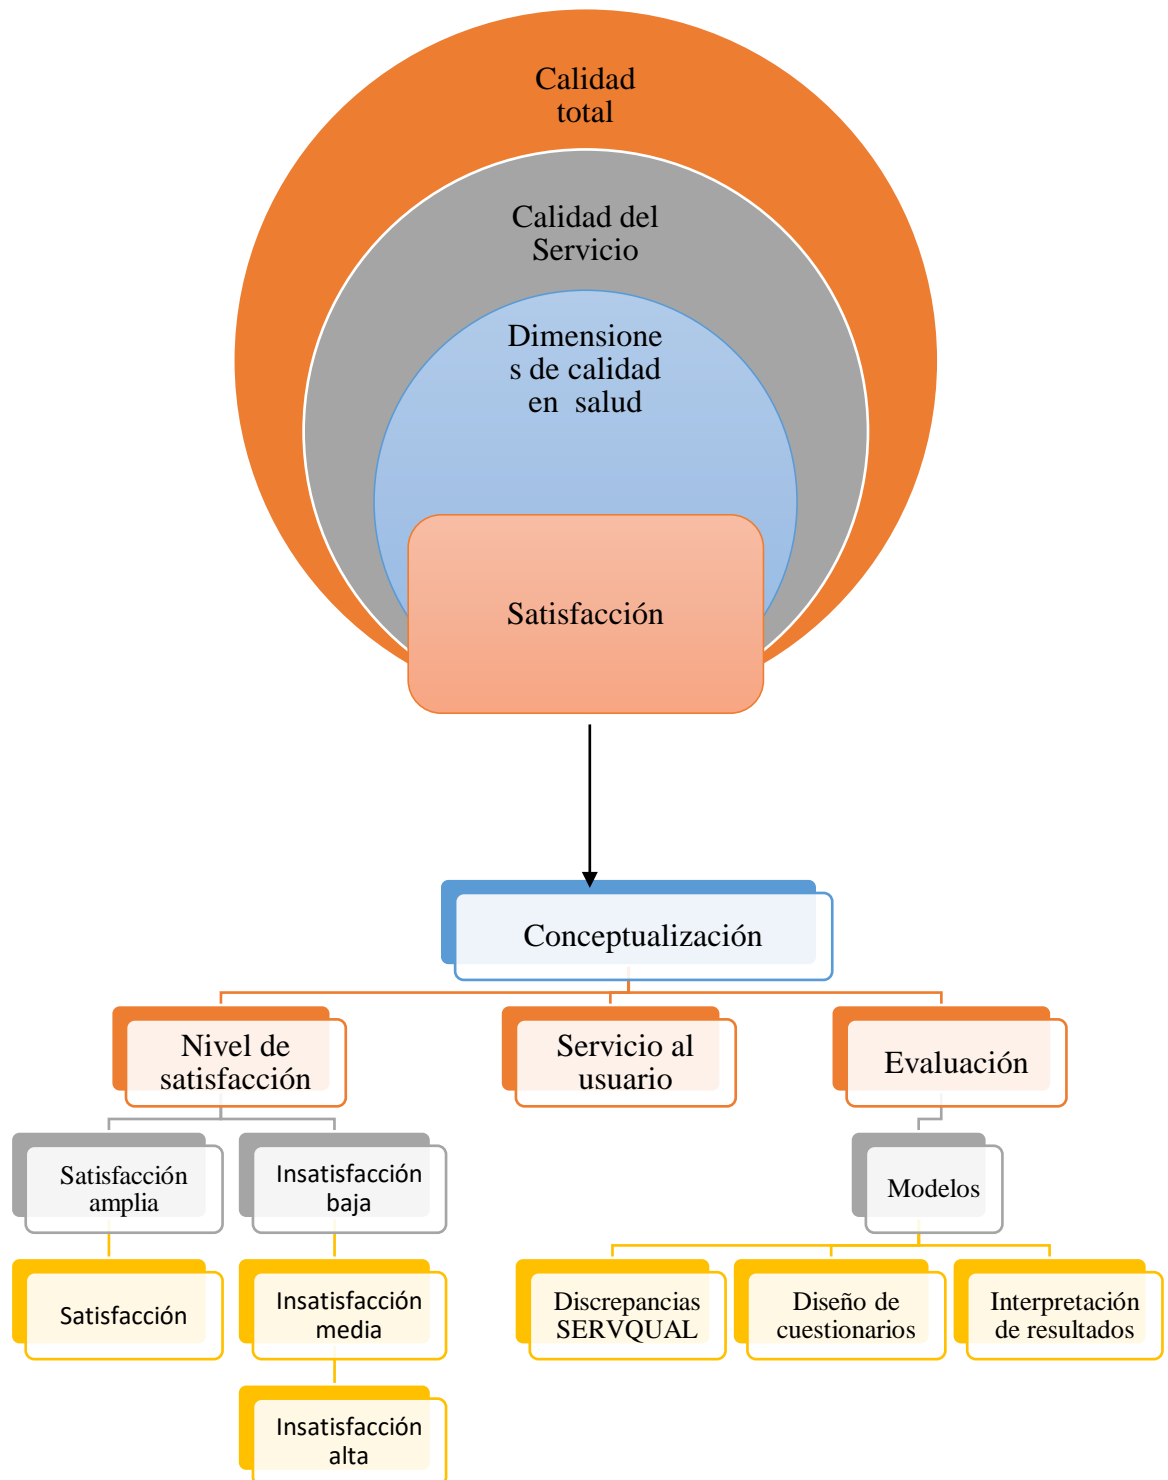 Calidad
total
Calidad del
Servicio
Dimensione
s de calidad
en salud
Satisfacción
Conceptualización
Nivel de
satisfacción
Servicio al
usuario
Evaluación
Satisfacción
amplia
Insatisfacción
baja
Modelos
Satisfacción
Insatisfacción
media
Discrepancias
SERVQUAL
Diseño de
cuestionarios
Interpretación
de resultados
Insatisfacción
alta